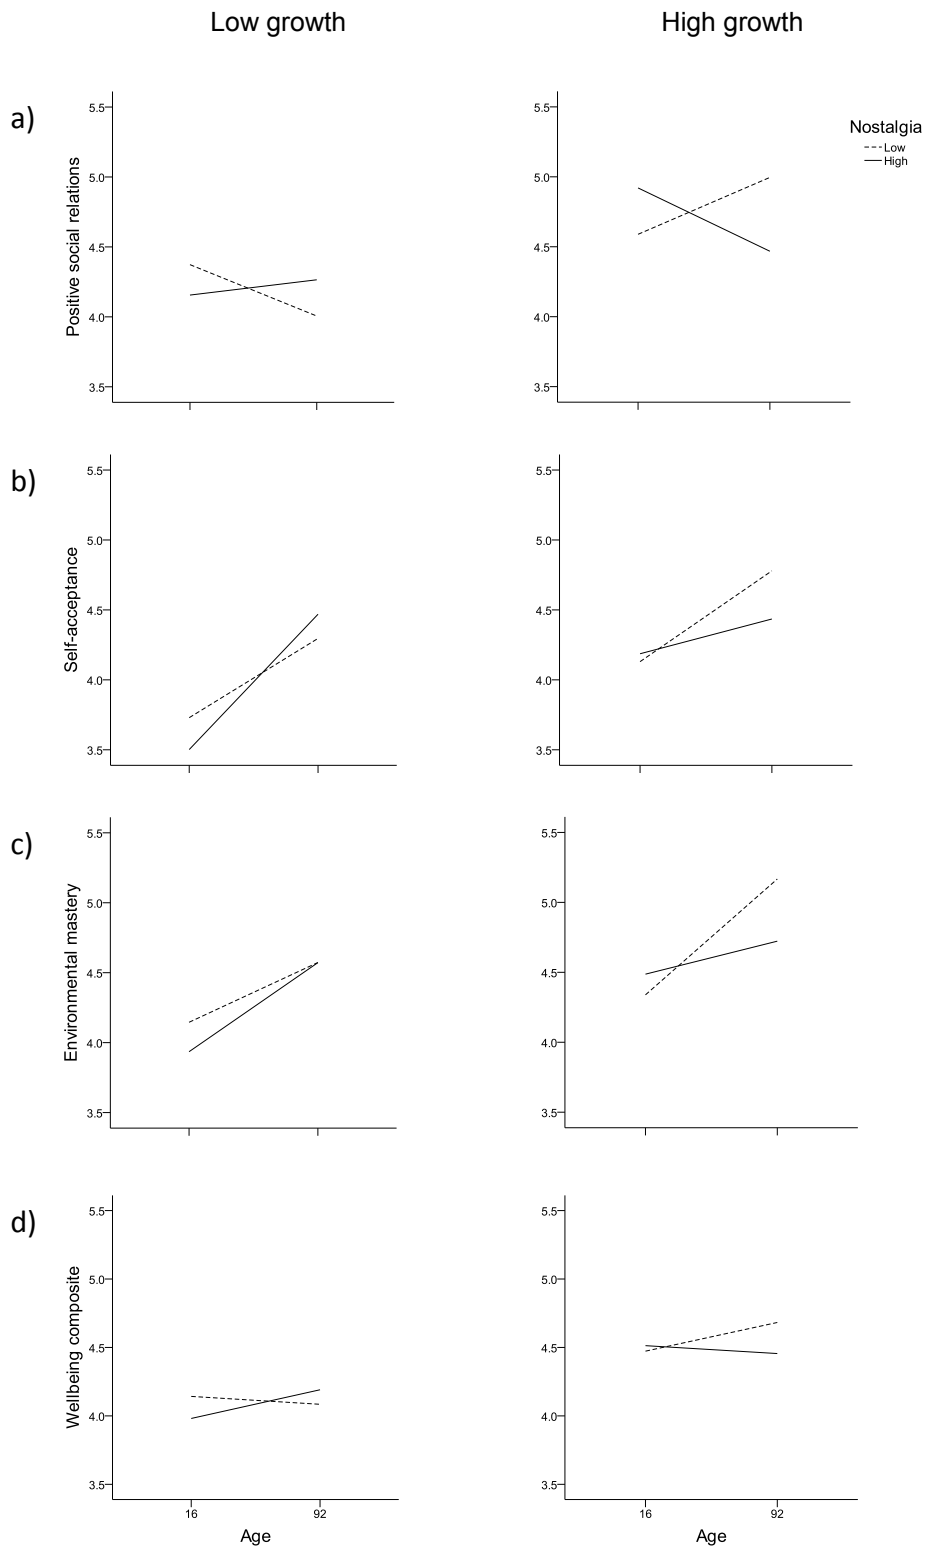 Low growth
High growth
a)
Positive social relations
5.5
5.0
4.5
4.0
3.5
5.5
5.0
4.5
4.0
3.5
Nostalgia
Low
High
b)
Self-acceptance
5.5
5.0
4.5
4.0
3.5
5.5
5.0
4.5
4.0
3.5
c)
Environmental mastery
5.5
5.0
4.5
4.0
3.5
5.5
5.0
4.5
4.0
3.5
d)
Wellbeing composite
5.5
5.0
4.5
4.0
3.5
16
92
Age
5.5
5.0
4.5
4.0
3.5
16
92
Age